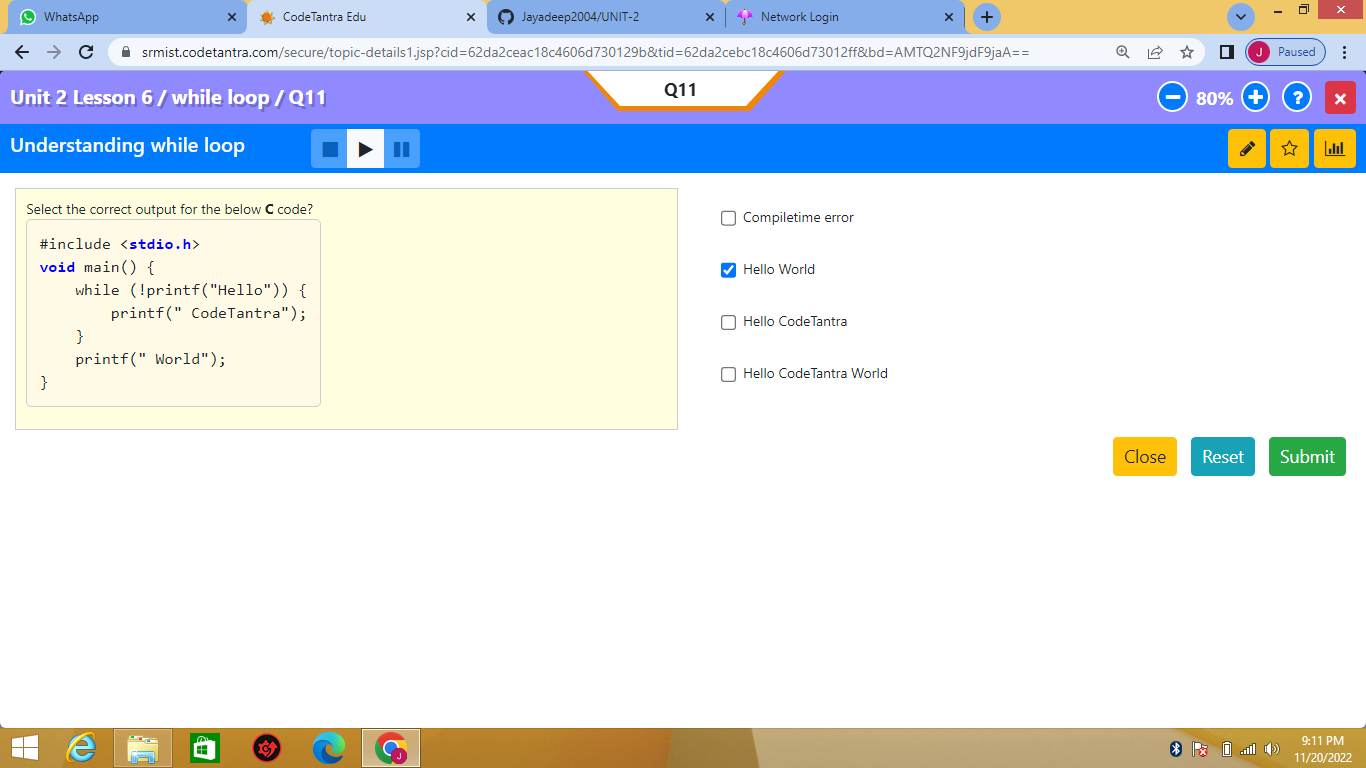 WhatsApp
CodeTantra Edu
Jayadeep2004/UNIT-2
Network Login
srmist.codetantra.com/secure/topic-details1.jsp?cid=62da2ceac18c4606d730129b&tid=62da2cebc18c4606d73012ff&bd=AMTQ2NF9jdF9jaA==
J Paused
Unit 2 Lesson 6 / while loop / Q11
Q11
80%
?
Understanding while loop
Select the correct output for the below C code?
#include <stdio.h>
void main() {
    while (!printf("Hello")) {
        printf(" CodeTantra");
    }
    printf(" World");
}
Compiletime error
Hello World
Hello CodeTantra
Hello CodeTantra World
Close
Reset
Submit
J
9:11 PM
11/20/2022